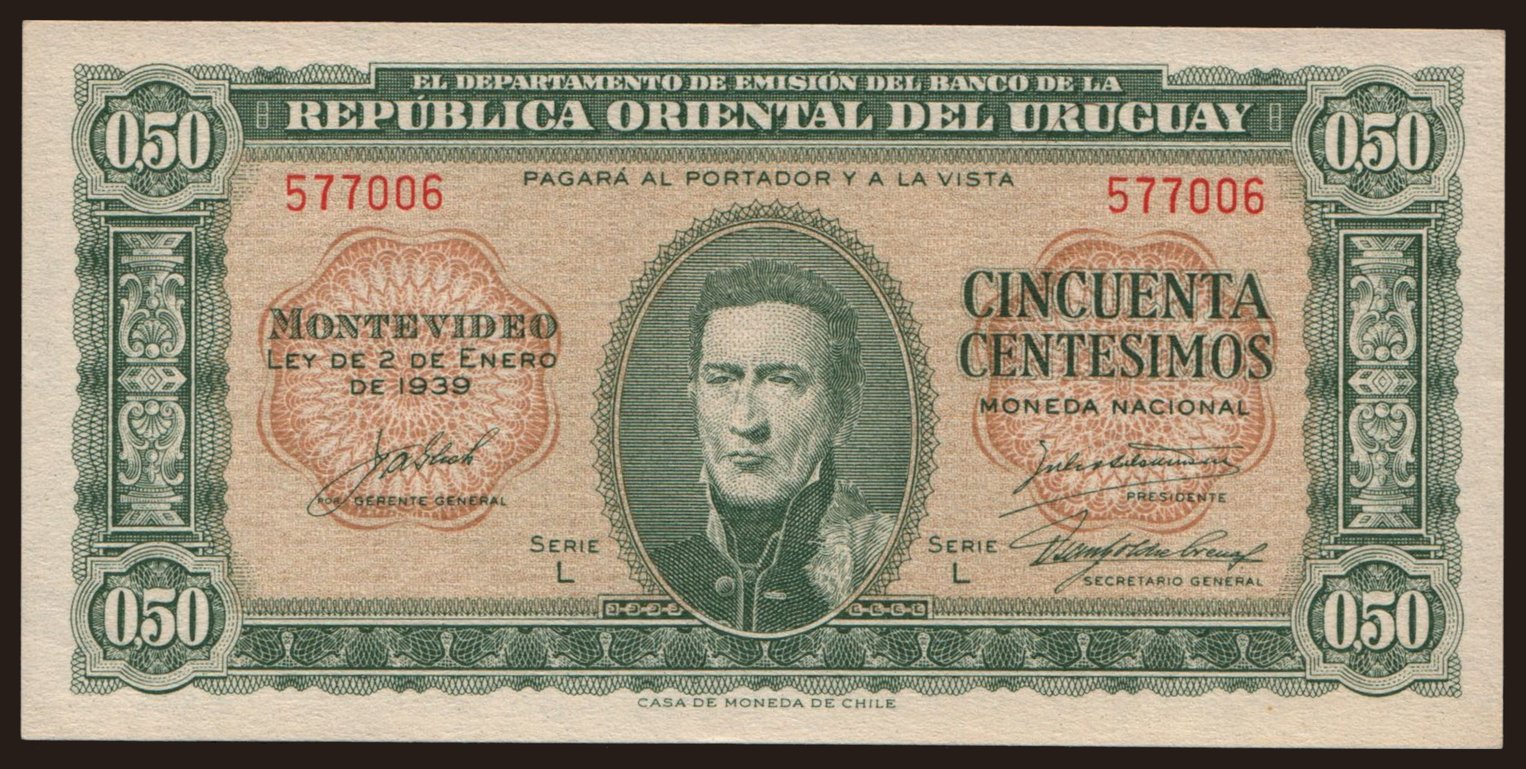 EL DEPARTAMENTO DE EMISIÓN DEL BANCO DE LA
REPÚBLICA ORIENTAL DEL URUGUAY
0,50
0,50
577006
PAGARÁ AL PORTADOR Y A LA VISTA
577006
MONTEVIDEO
LEY DE 2 DE ENERO
DE 1939
CINCUENTA
CENTESIMOS
MONEDA NACIONAL
POR GERENTE GENERAL
PRESIDENTE
SERIE
L
SERIE
L
SECRETARIO GENERAL
0,50
0,50
CASA DE MONEDA DE CHILE